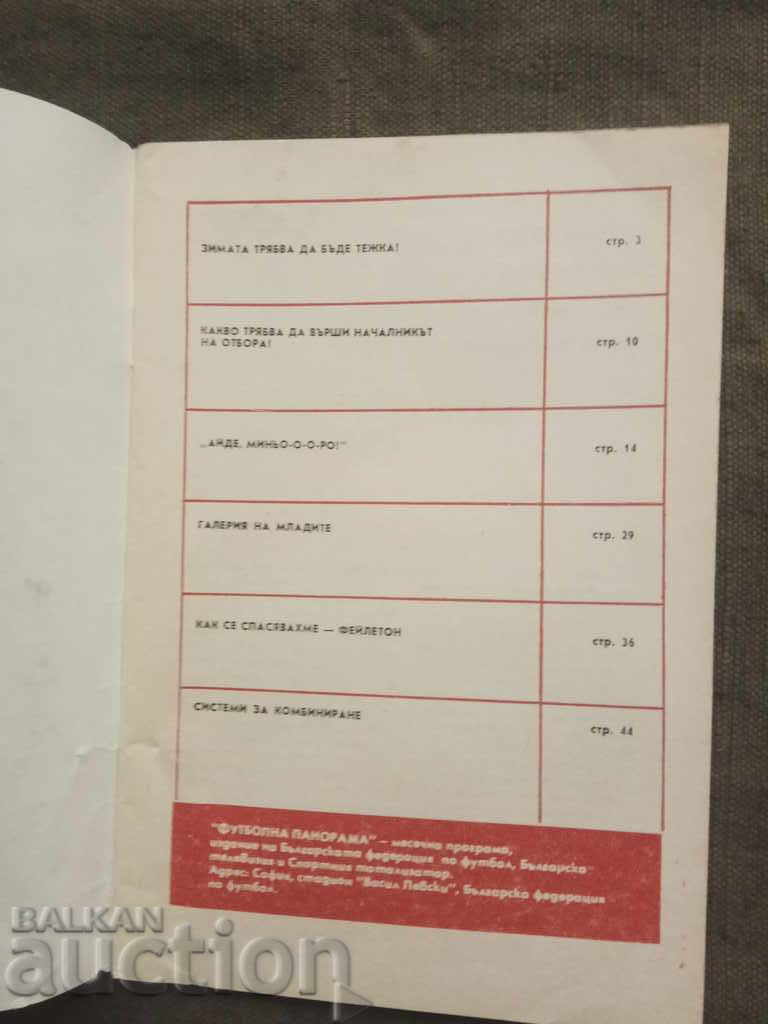 ЗИМАТА ТРЯБВА ДА БЪДЕ ТЕЖКА! стр. 3
КАКВО ТРЯБВА ДА ВЪРШИ НАЧАЛНИКЪТ
НА ОТБОРА! стр. 10
„АЙДЕ, МИНЬО-О-О-РО!" стр. 14
ГАЛЕРИЯ НА МЛАДИТЕ стр. 29
КАК СЕ СПАСЯВАХМЕ — ФЕЙЛЕТОН стр. 36
СИСТЕМИ ЗА КОМБИНИРАНЕ стр. 44
"ФУТБОЛНА ПАНОРАМА" – месечна програма,
издание на Българската федерация по футбол, Българска
телевизия и Спортния тотализатор.
Адрес: София, стадион "Васил Левски", Българска федерация
по футбол.
BALKAN
auction